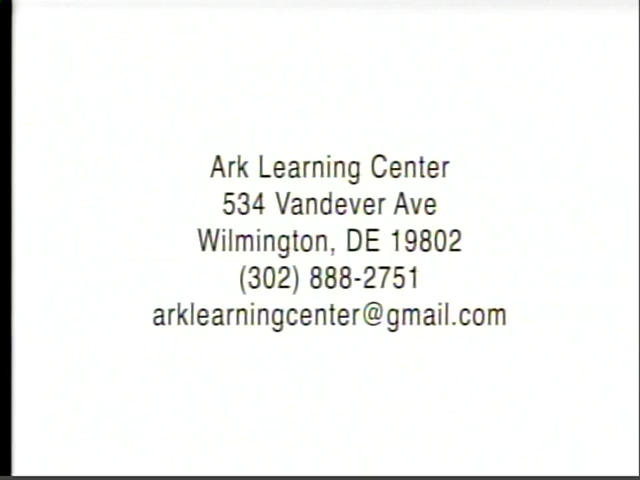 Ark Learning Center
534 Vandever Ave
Wilmington, DE 19802
(302) 888-2751
arklearningcenter@gmail.com